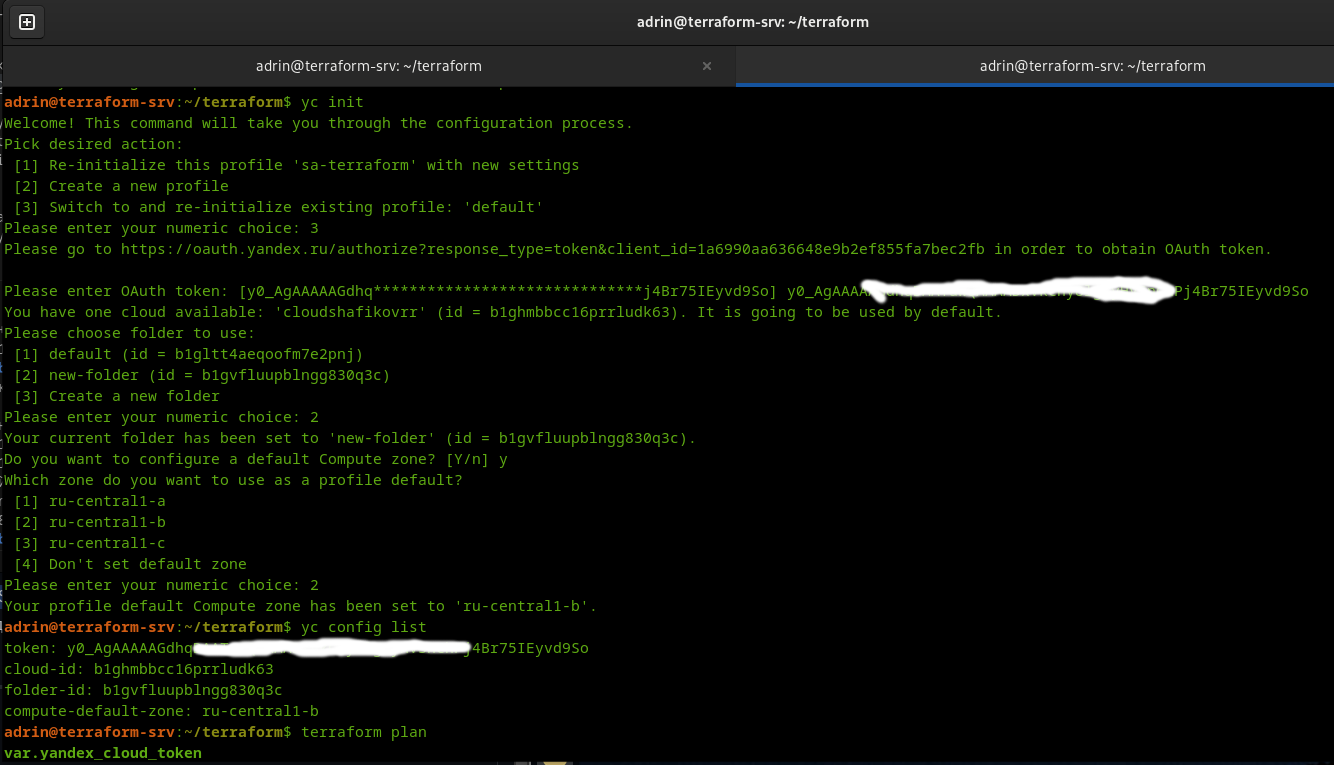 adrin@terraform-srv: ~/terraform
adrin@terraform-srv: ~/terraform × adrin@terraform-srv: ~/terraform
adrin@terraform-srv:~/terraform$ yc init
Welcome! This command will take you through the configuration process.
Pick desired action:
[1] Re-initialize this profile 'sa-terraform' with new settings
[2] Create a new profile
[3] Switch to and re-initialize existing profile: 'default'
Please enter your numeric choice: 3
Please go to https://oauth.yandex.ru/authorize?response_type=token&client_id=1a6990aa636648e9b2ef855fa7bec2fb in order to obtain OAuth token.
Please enter OAuth token: [y0_AgAAAAAGdhq******************************j4Br75IEyvd9So] y0_AgAAAA Pj4Br75IEyvd9So
You have one cloud available: 'cloudshafikovrr' (id = b1ghmbbcc16prrludk63). It is going to be used by default.
Please choose folder to use:
[1] default (id = b1gltt4aeqoofm7e2pnj)
[2] new-folder (id = b1gvfluupblngg830q3c)
[3] Create a new folder
Please enter your numeric choice: 2
Your current folder has been set to 'new-folder' (id = b1gvfluupblngg830q3c).
Do you want to configure a default Compute zone? [Y/n] y
Which zone do you want to use as a profile default?
[1] ru-central1-a
[2] ru-central1-b
[3] ru-central1-c
[4] Don't set default zone
Please enter your numeric choice: 2
Your profile default Compute zone has been set to 'ru-central1-b'.
adrin@terraform-srv:~/terraform$ yc config list
token: y0_AgAAAAAGdhq j4Br75IEyvd9So
cloud-id: b1ghmbbcc16prrludk63
folder-id: b1gvfluupblngg830q3c
compute-default-zone: ru-central1-b
adrin@terraform-srv:~/terraform$ terraform plan
var.yandex_cloud_token